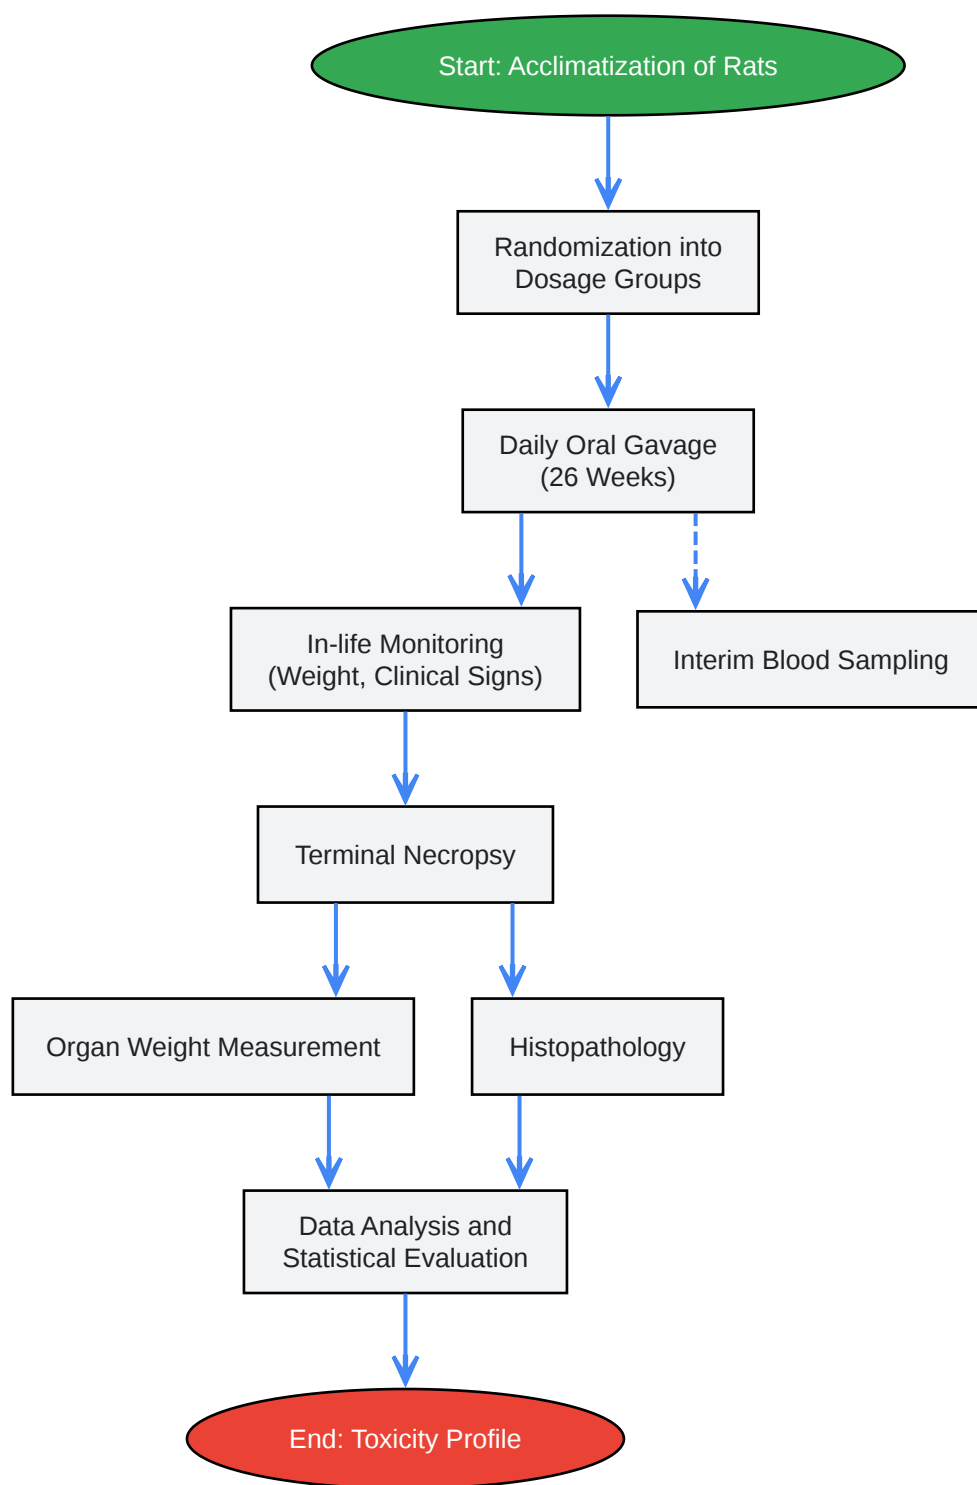 Start: Acclimatization of Rats
Randomization into
Dosage Groups
Daily Oral Gavage
(26 Weeks)
In-life Monitoring
(Weight, Clinical Signs)
Interim Blood Sampling
Terminal Necropsy
Organ Weight Measurement
Histopathology
Data Analysis and
Statistical Evaluation
End: Toxicity Profile